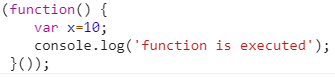 (function() {
    var x=10;
    console.log('function is executed');
 }());